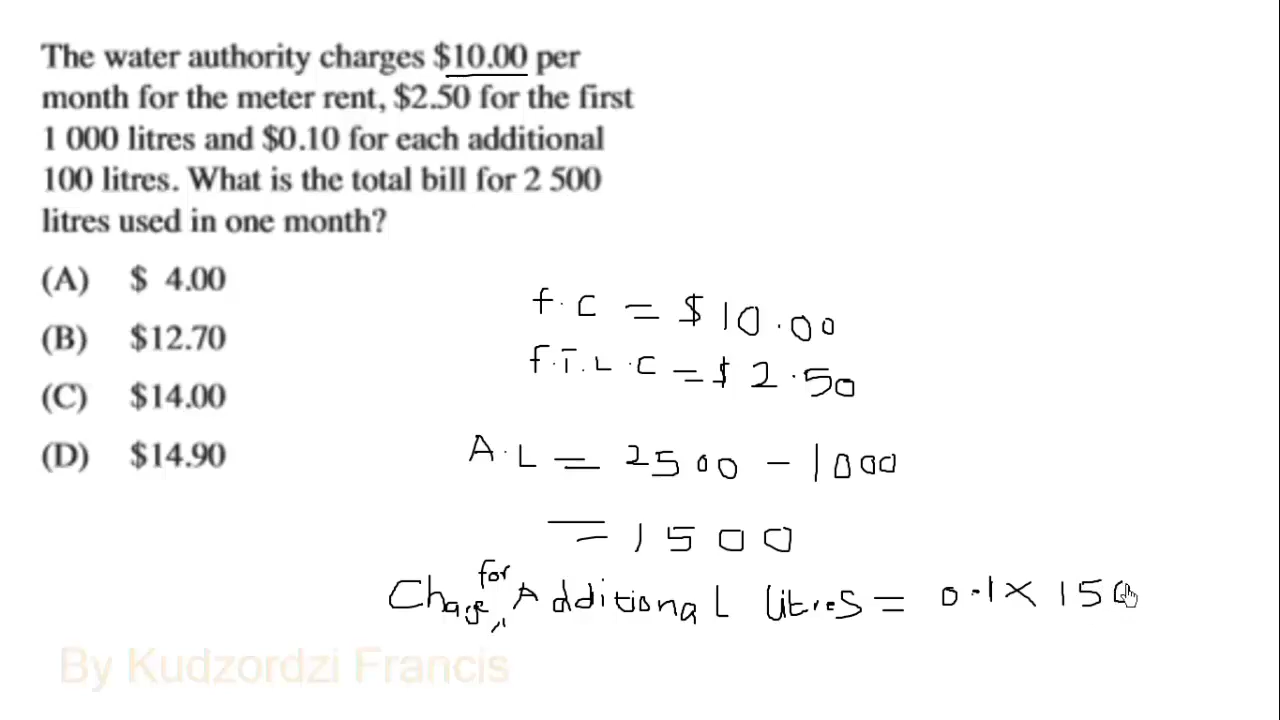 The water authority charges $10.00 per
month for the meter rent, $2.50 for the first
1 000 litres and $0.10 for each additional
100 litres. What is the total bill for 2 500
litres used in one month?
(A) $ 4.00
(B) $12.70
(C) $14.00
(D) $14.90
f.C = $10.00
f.T.L.C = $2.50
A.L = 2500 - 1000
= 1500
for
Additional Litres = 0.1 × 150
By Kudzordzi Francis